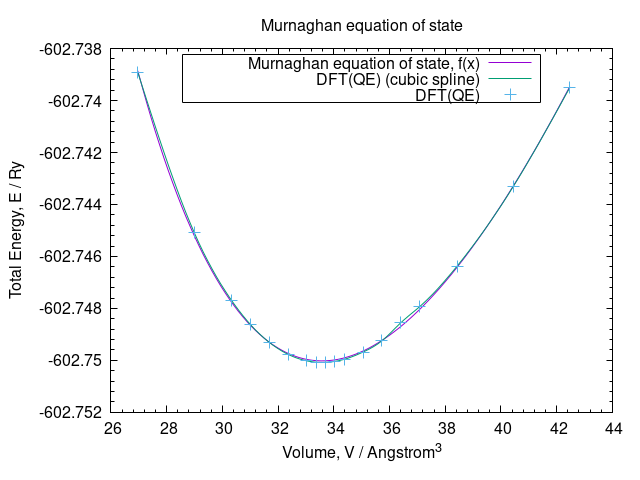 Murnaghan equation of state
-602.738
-602.74
-602.742
-602.744
-602.746
-602.748
-602.75
-602.752
Total Energy, E / Ry
Murnaghan equation of state, f(x)
DFT(QE) (cubic spline)
DFT(QE)
26 28 30 32 34 36 38 40 42 44
Volume, V / Angstrom³